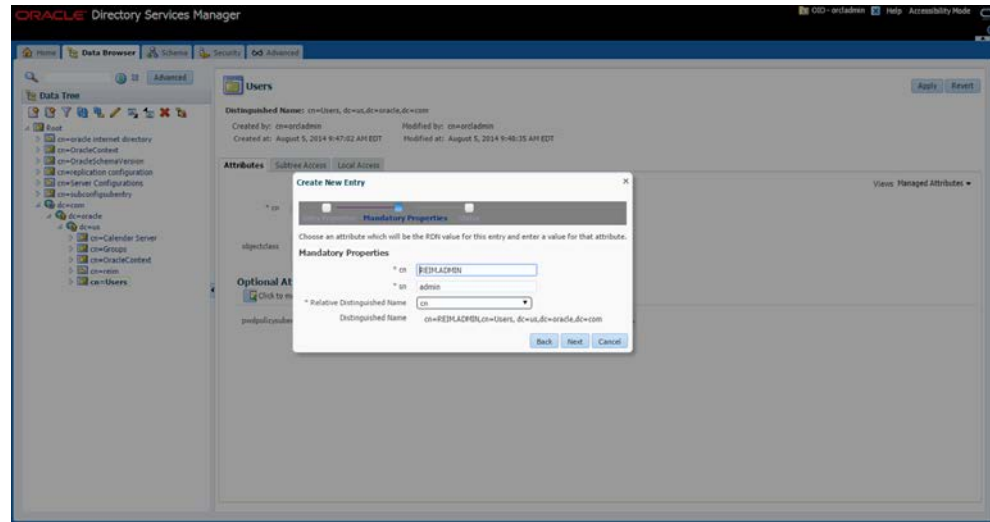 ORACLE Directory Services Manager
OID - orcladmin Help Accessibility Mode
Home Data Browser Schema Security Advanced
Advanced
Data Tree
Root
cn=oracle internet directory
cn=OracleContext
cn=OracleSchemaVersion
cn=replication configuration
cn=Server Configurations
cn=subconfigsubentry
dc=com
dc=oracle
dc=us
cn=Calendar Server
cn=Groups
cn=OracleContext
cn=reim
cn=Users
Users
Apply Revert
Distinguished Name: cn=Users, dc=us,dc=oracle,dc=com
Created by: cn=orcladmin Modified by: cn=orcladmin
Created at: August 5, 2014 9:47:02 AM EDT Modified at: August 5, 2014 9:48:35 AM EDT
Attributes Subtree Access Local Access
Views Managed Attributes
* cn
objectclass
Optional At
Click to
Create New Entry
Mandatory Properties
Choose an attribute which will be the RDN value for this entry and enter a value for that attribute.
Mandatory Properties
* cn REIM.ADMIN
* sn admin
* Relative Distinguished Name cn
Distinguished Name cn=REIM.ADMIN,cn=Users, dc=us,dc=oracle,dc=com
Back Next Cancel